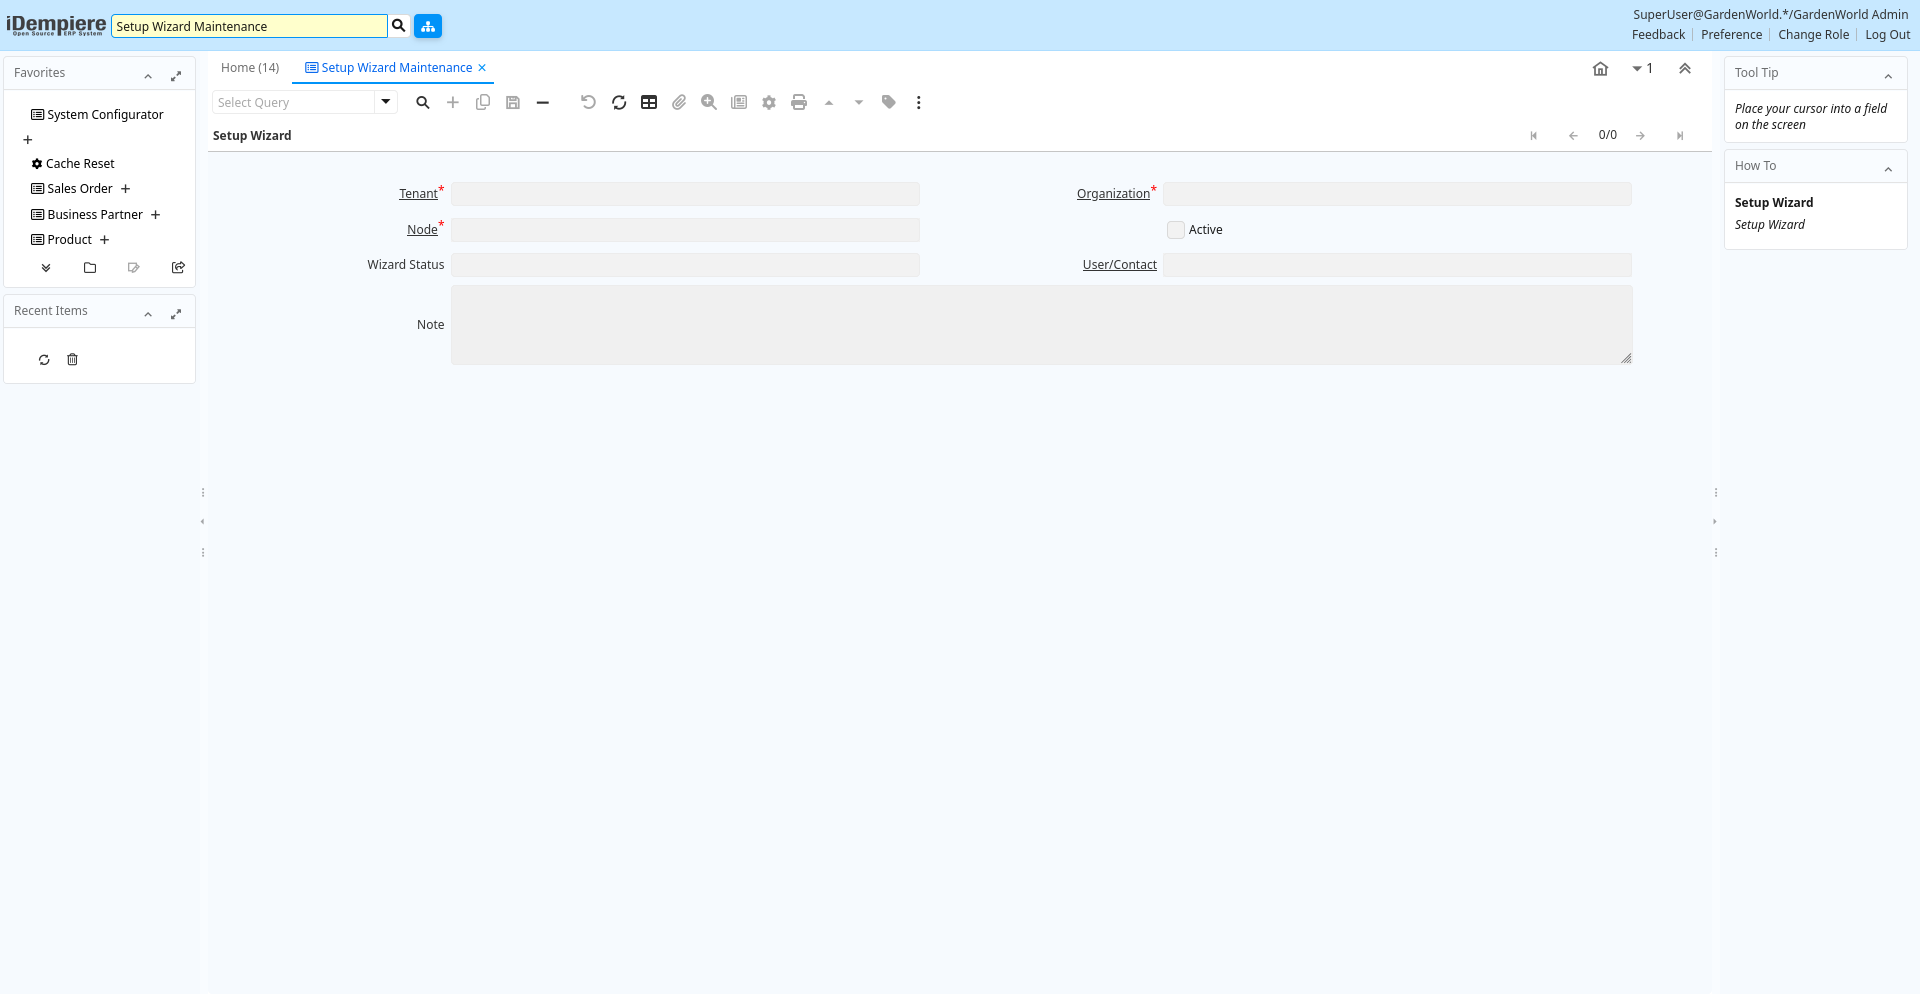 iDempiere
Open Source ERP System
Setup Wizard Maintenance
SuperUser@GardenWorld.*/GardenWorld Admin
Feedback
Preference
Change Role
Log Out
Favorites
System Configurator
Cache Reset
Sales Order
Business Partner
Product
Recent Items
Home (14)
Setup Wizard Maintenance
1
Select Query
Setup Wizard
0/0
Tenant*
Organization*
Node*
Active
Wizard Status
User/Contact
Note
Tool Tip
Place your cursor into a field
on the screen
How To
Setup Wizard
Setup Wizard